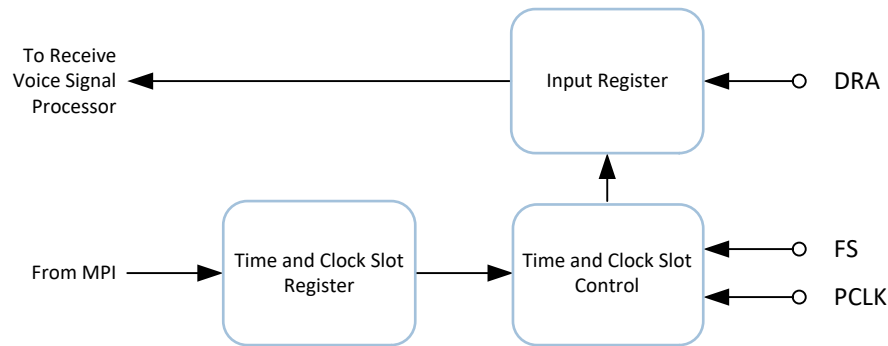 To Receive
Voice Signal
Processor
Input Register
DRA
From MPI
Time and Clock Slot
Register
Time and Clock Slot
Control
FS
PCLK